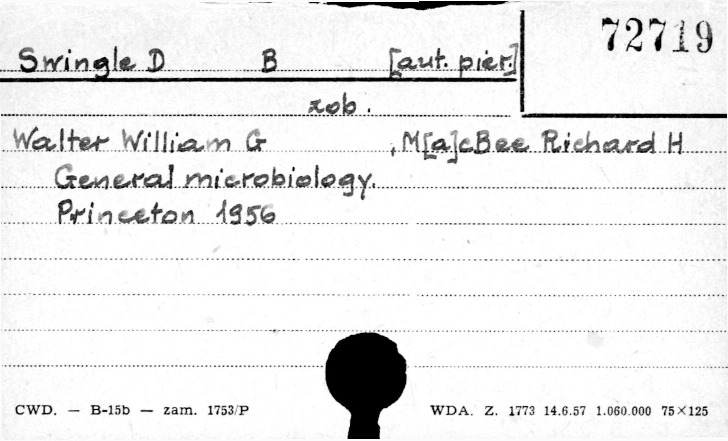 72719
Swingle D B [aut. pier.]
zob.
Walter William G , M[a]cBee Richard H
General microbiology.
Princeton 1956
CWD. — B-15b — zam. 1753/P WDA. Z. 1773 14.6.57 1.060.000 75×125